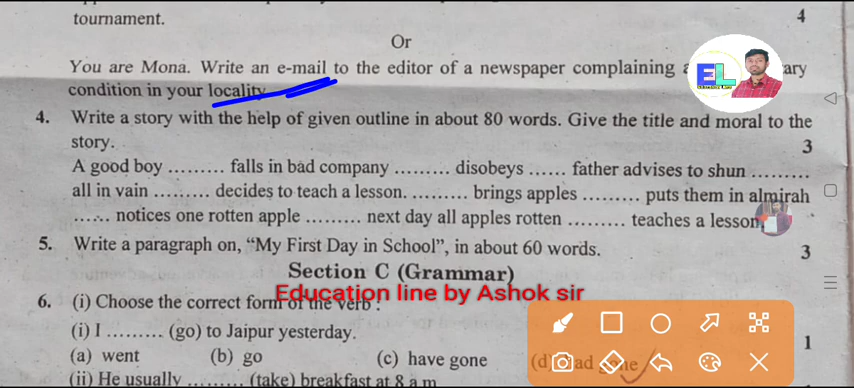 tournament. 4
Or
You are Mona. Write an e-mail to the editor of a newspaper complaining
condition in your locality
4. Write a story with the help of given outline in about 80 words. Give the title and moral to the
story. 3
A good boy ......... falls in bad company ......... disobeys ...... father advises to shun .........
all in vain ......... decides to teach a lesson. ......... brings apples ......... puts them in almirah
...... notices one rotten apple ......... next day all apples rotten ......... teaches a lesson
5. Write a paragraph on, “My First Day in School”, in about 60 words. 3
Section C (Grammar)
Education line by Ashok sir
6. (i) Choose the correct form of the verb :
(i) I ......... (go) to Jaipur yesterday. 1
(a) went (b) go (c) have gone (d) had gone
(ii) He usually ......... (take) breakfast at 8 a.m
EL